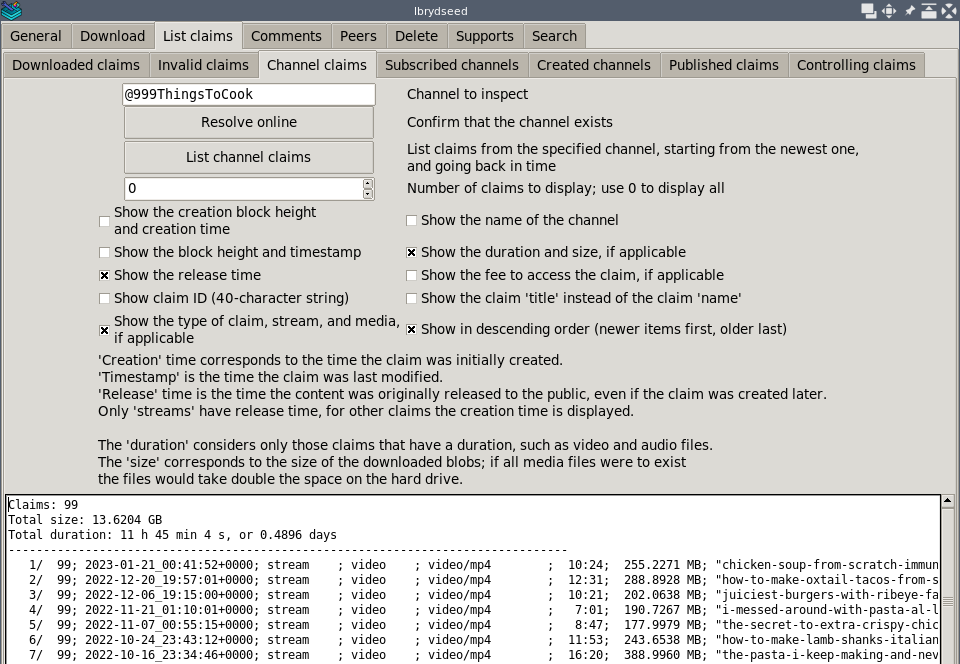 lbrydseed
General Download List claims Comments Peers Delete Supports Search
Downloaded claims Invalid claims Channel claims Subscribed channels Created channels Published claims Controlling claims
@999ThingsToCook Channel to inspect
Resolve online Confirm that the channel exists
List channel claims List claims from the specified channel, starting from the newest one,
and going back in time
0 Number of claims to display; use 0 to display all
Show the creation block height
and creation time
Show the name of the channel
Show the block height and timestamp Show the duration and size, if applicable
Show the release time Show the fee to access the claim, if applicable
Show claim ID (40-character string) Show the claim 'title' instead of the claim 'name'
Show the type of claim, stream, and media,
if applicable
Show in descending order (newer items first, older last)
'Creation' time corresponds to the time the claim was initially created.
'Timestamp' is the time the claim was last modified.
'Release' time is the time the content was originally released to the public, even if the claim was created later.
Only 'streams' have release time, for other claims the creation time is displayed.
The 'duration' considers only those claims that have a duration, such as video and audio files.
The 'size' corresponds to the size of the downloaded blobs; if all media files were to exist
the files would take double the space on the hard drive.
Claims: 99
Total size: 13.6204 GB
Total duration: 11 h 45 min 4 s, or 0.4896 days
--------------------------------------------------------------------------------
1/ 99; 2023-01-21_00:41:52+0000; stream ; video ; video/mp4 ; 10:24; 255.2271 MB; "chicken-soup-from-scratch-immun
2/ 99; 2022-12-20_19:57:01+0000; stream ; video ; video/mp4 ; 12:31; 288.8928 MB; "how-to-make-oxtail-tacos-from-s
3/ 99; 2022-12-06_19:15:00+0000; stream ; video ; video/mp4 ; 10:21; 202.0638 MB; "juiciest-burgers-with-ribeye-fa
4/ 99; 2022-11-21_01:10:01+0000; stream ; video ; video/mp4 ; 7:01; 190.7267 MB; "i-messed-around-with-pasta-al-l
5/ 99; 2022-11-07_00:55:15+0000; stream ; video ; video/mp4 ; 8:47; 177.9979 MB; "the-secret-to-extra-crispy-chic
6/ 99; 2022-10-24_23:43:12+0000; stream ; video ; video/mp4 ; 11:53; 243.6538 MB; "how-to-make-lamb-shanks-italian
7/ 99; 2022-10-16_23:34:46+0000; stream ; video ; video/mp4 ; 16:20; 388.9960 MB; "the-pasta-i-keep-making-and-nev